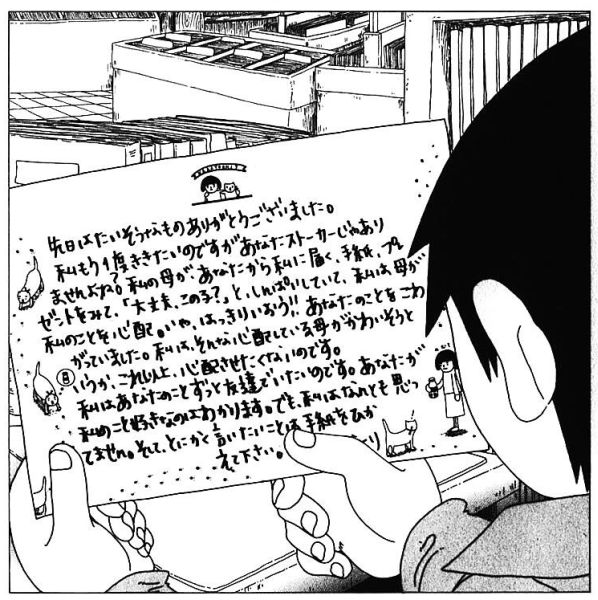 先日はたいそうなものありがとうございました。
私もう1度ききたいのですがあなたストーカーじゃあり
ませんよね?私の母が、あなたから私に届く、手紙、プレ
ゼントをみて、「大丈夫、この子?」と、しんぱいしていて、私は母が
私のことを心配。いや、はっきりいおう!!あなたのことをこわ
がっていました。私は、そんな心配している母がかわいそうと
いうか、これ以上、心配させたくないのです。
私はあなたのことずっと友達でいたいのです。あなたが
私のこと好きなのはわかります。でも、私はなんとも思っ
てません。そして、とにかく言いたいことは手紙をひか
えて下さい。